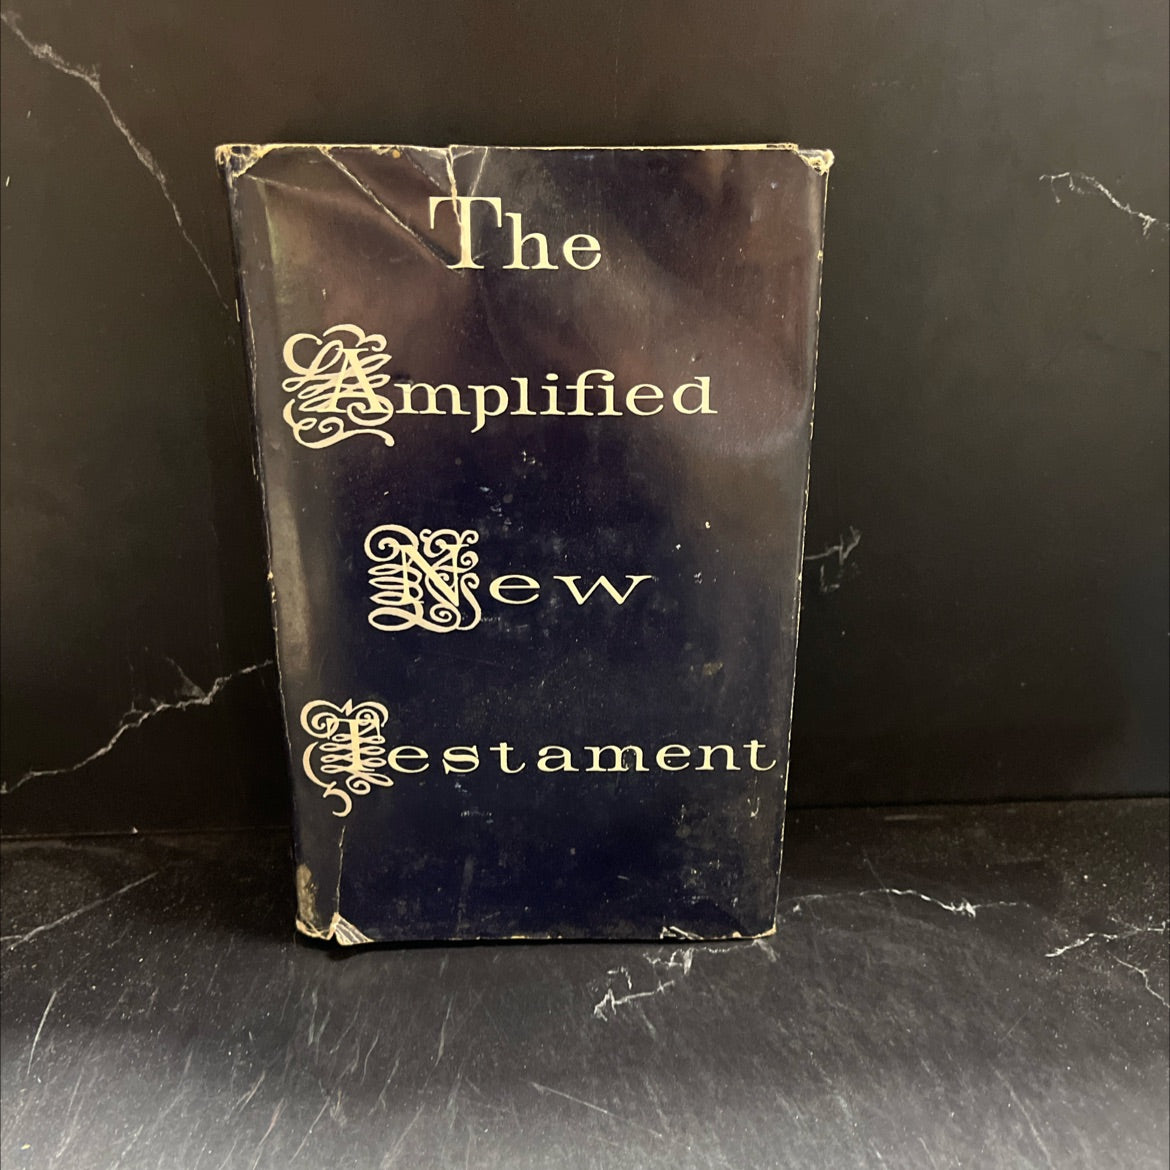 The
Amplified
New
Testament